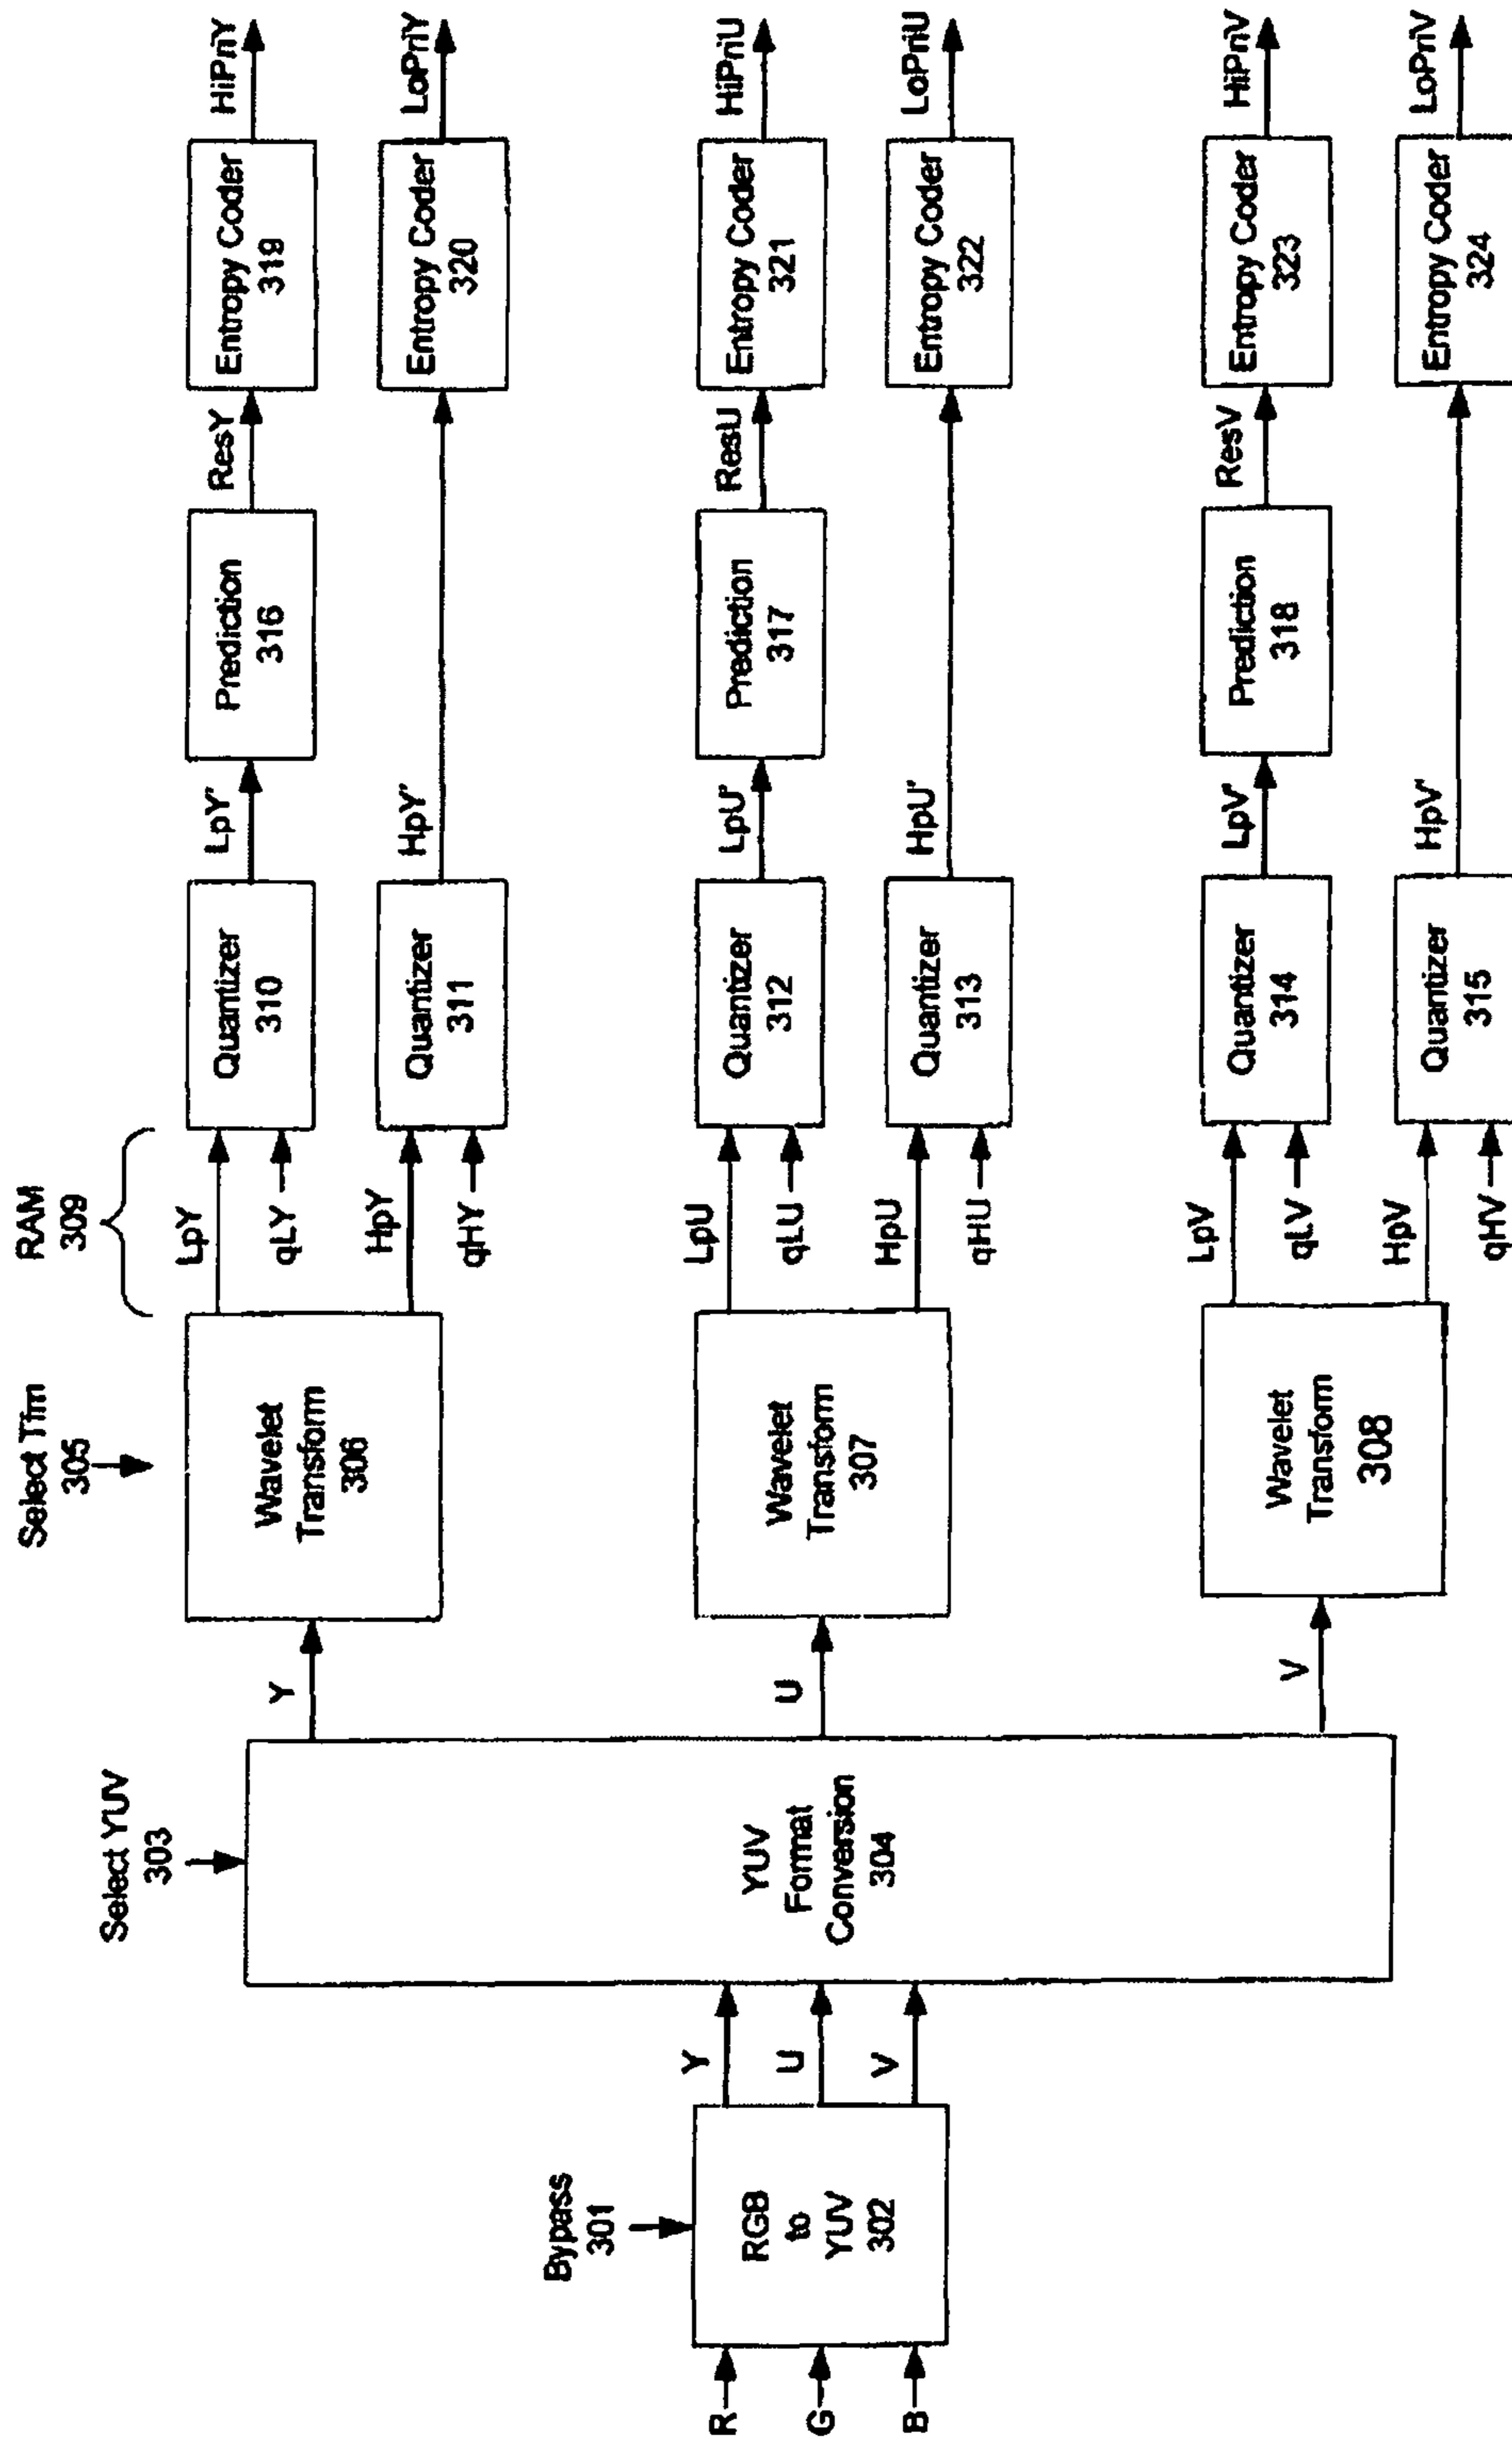 R
G
B
Bypass
301
RGB
to
YUV
302
Y
U
V
Select YUV
303
YUV
Format
Conversion
304
Y
U
V
Select Tfm
305
Wavelet
Transform
306
Wavelet
Transform
307
Wavelet
Transform
308
RAM
309
LpY
qLY
HpY
qHY
LpU
qLU
HpU
qHU
LpV
qLV
HpV
qHV
Quantizer
310
Quantizer
311
Quantizer
312
Quantizer
313
Quantizer
314
Quantizer
315
LpY'
HpY'
LpU'
HpU'
LpV'
HpV'
Prediction
316
Prediction
317
Prediction
318
ResY
ResU
ResV
Entropy Coder
319
Entropy Coder
320
Entropy Coder
321
Entropy Coder
322
Entropy Coder
323
Entropy Coder
324
HiPriY
LoPriY
HiPriU
LoPriU
HiPriV
LoPriV